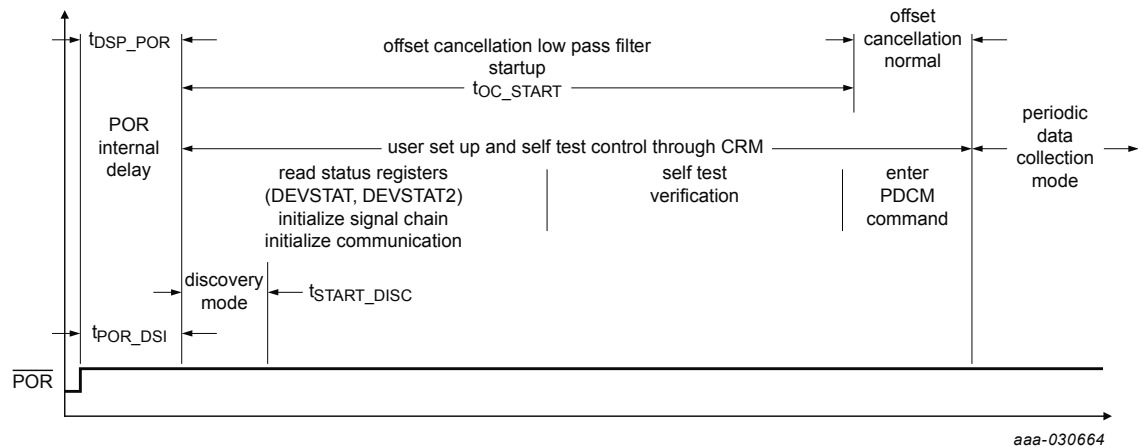 tDSP_POR
offset cancellation low pass filter
startup
tOC_START
offset
cancellation
normal
POR
internal
delay
user set up and self test control through CRM
periodic
data
collection
mode
read status registers
(DEVSTAT, DEVSTAT2)
initialize signal chain
initialize communication
self test
verification
enter
PDCM
command
discovery
mode
tSTART_DISC
tPOR_DSI
POR
aaa-030664